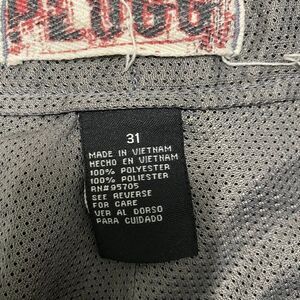 PLUGG
31
MADE IN VIETNAM
HECHO EN VIETNAM
100% POLYESTER
100% POLIESTER
RN#95705
SEE REVERSE
FOR CARE
VER AL DORSO
PARA CUIDADO